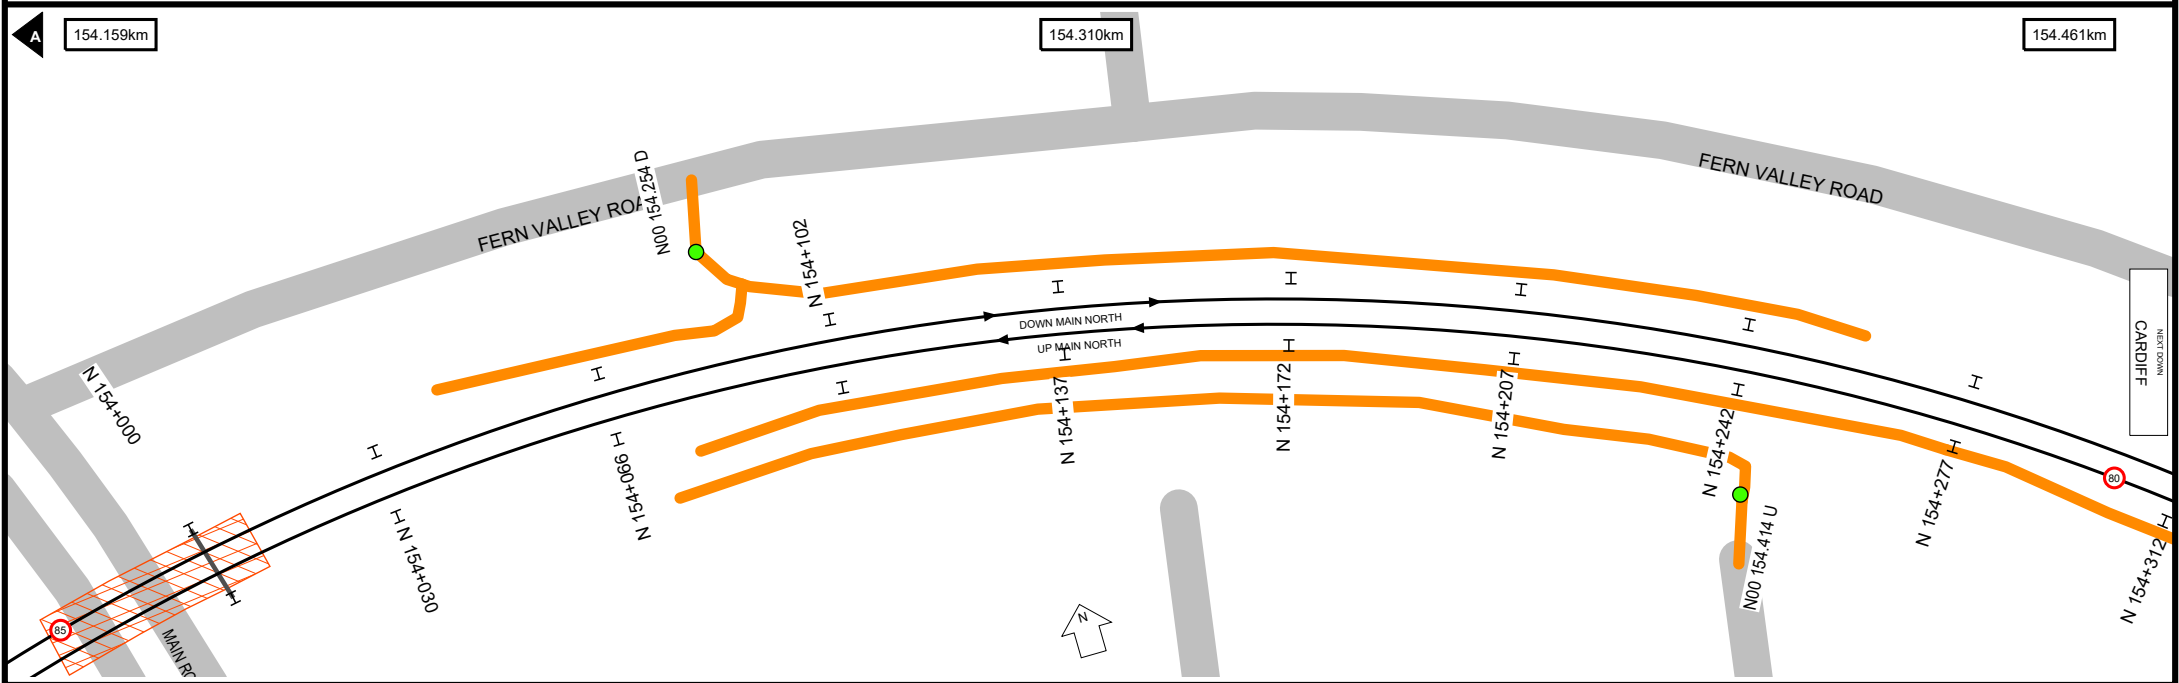 A
154.159km
154.310km
154.461km
FERN VALLEY ROA
N00 154.254 D
N 154+102
FERN VALLEY ROAD
DOWN MAIN NORTH
UP MAIN NORTH
NEXT DOWN
CARDIFF
N 154+000
N 154+030
N 154+066
N 154+137
N 154+172
N 154+207
N 154+242
N 154+277
N 154+312
N00 154.414 U
80
85
MAIN RO
N